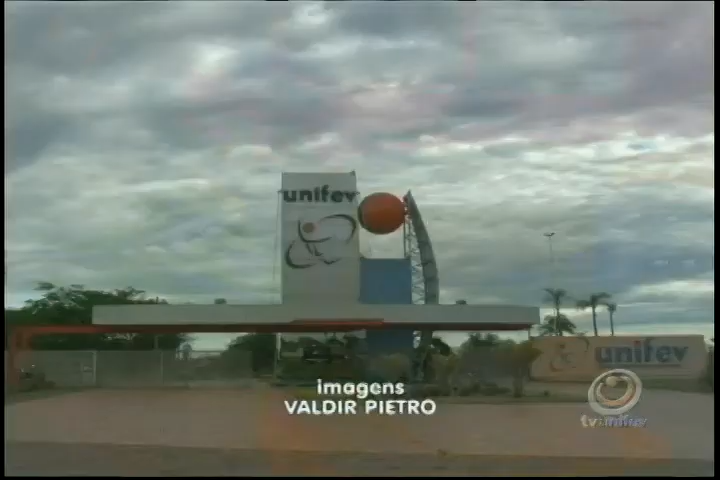 unifev
unifev
imagens
VALDIR PIETRO
tv unifev